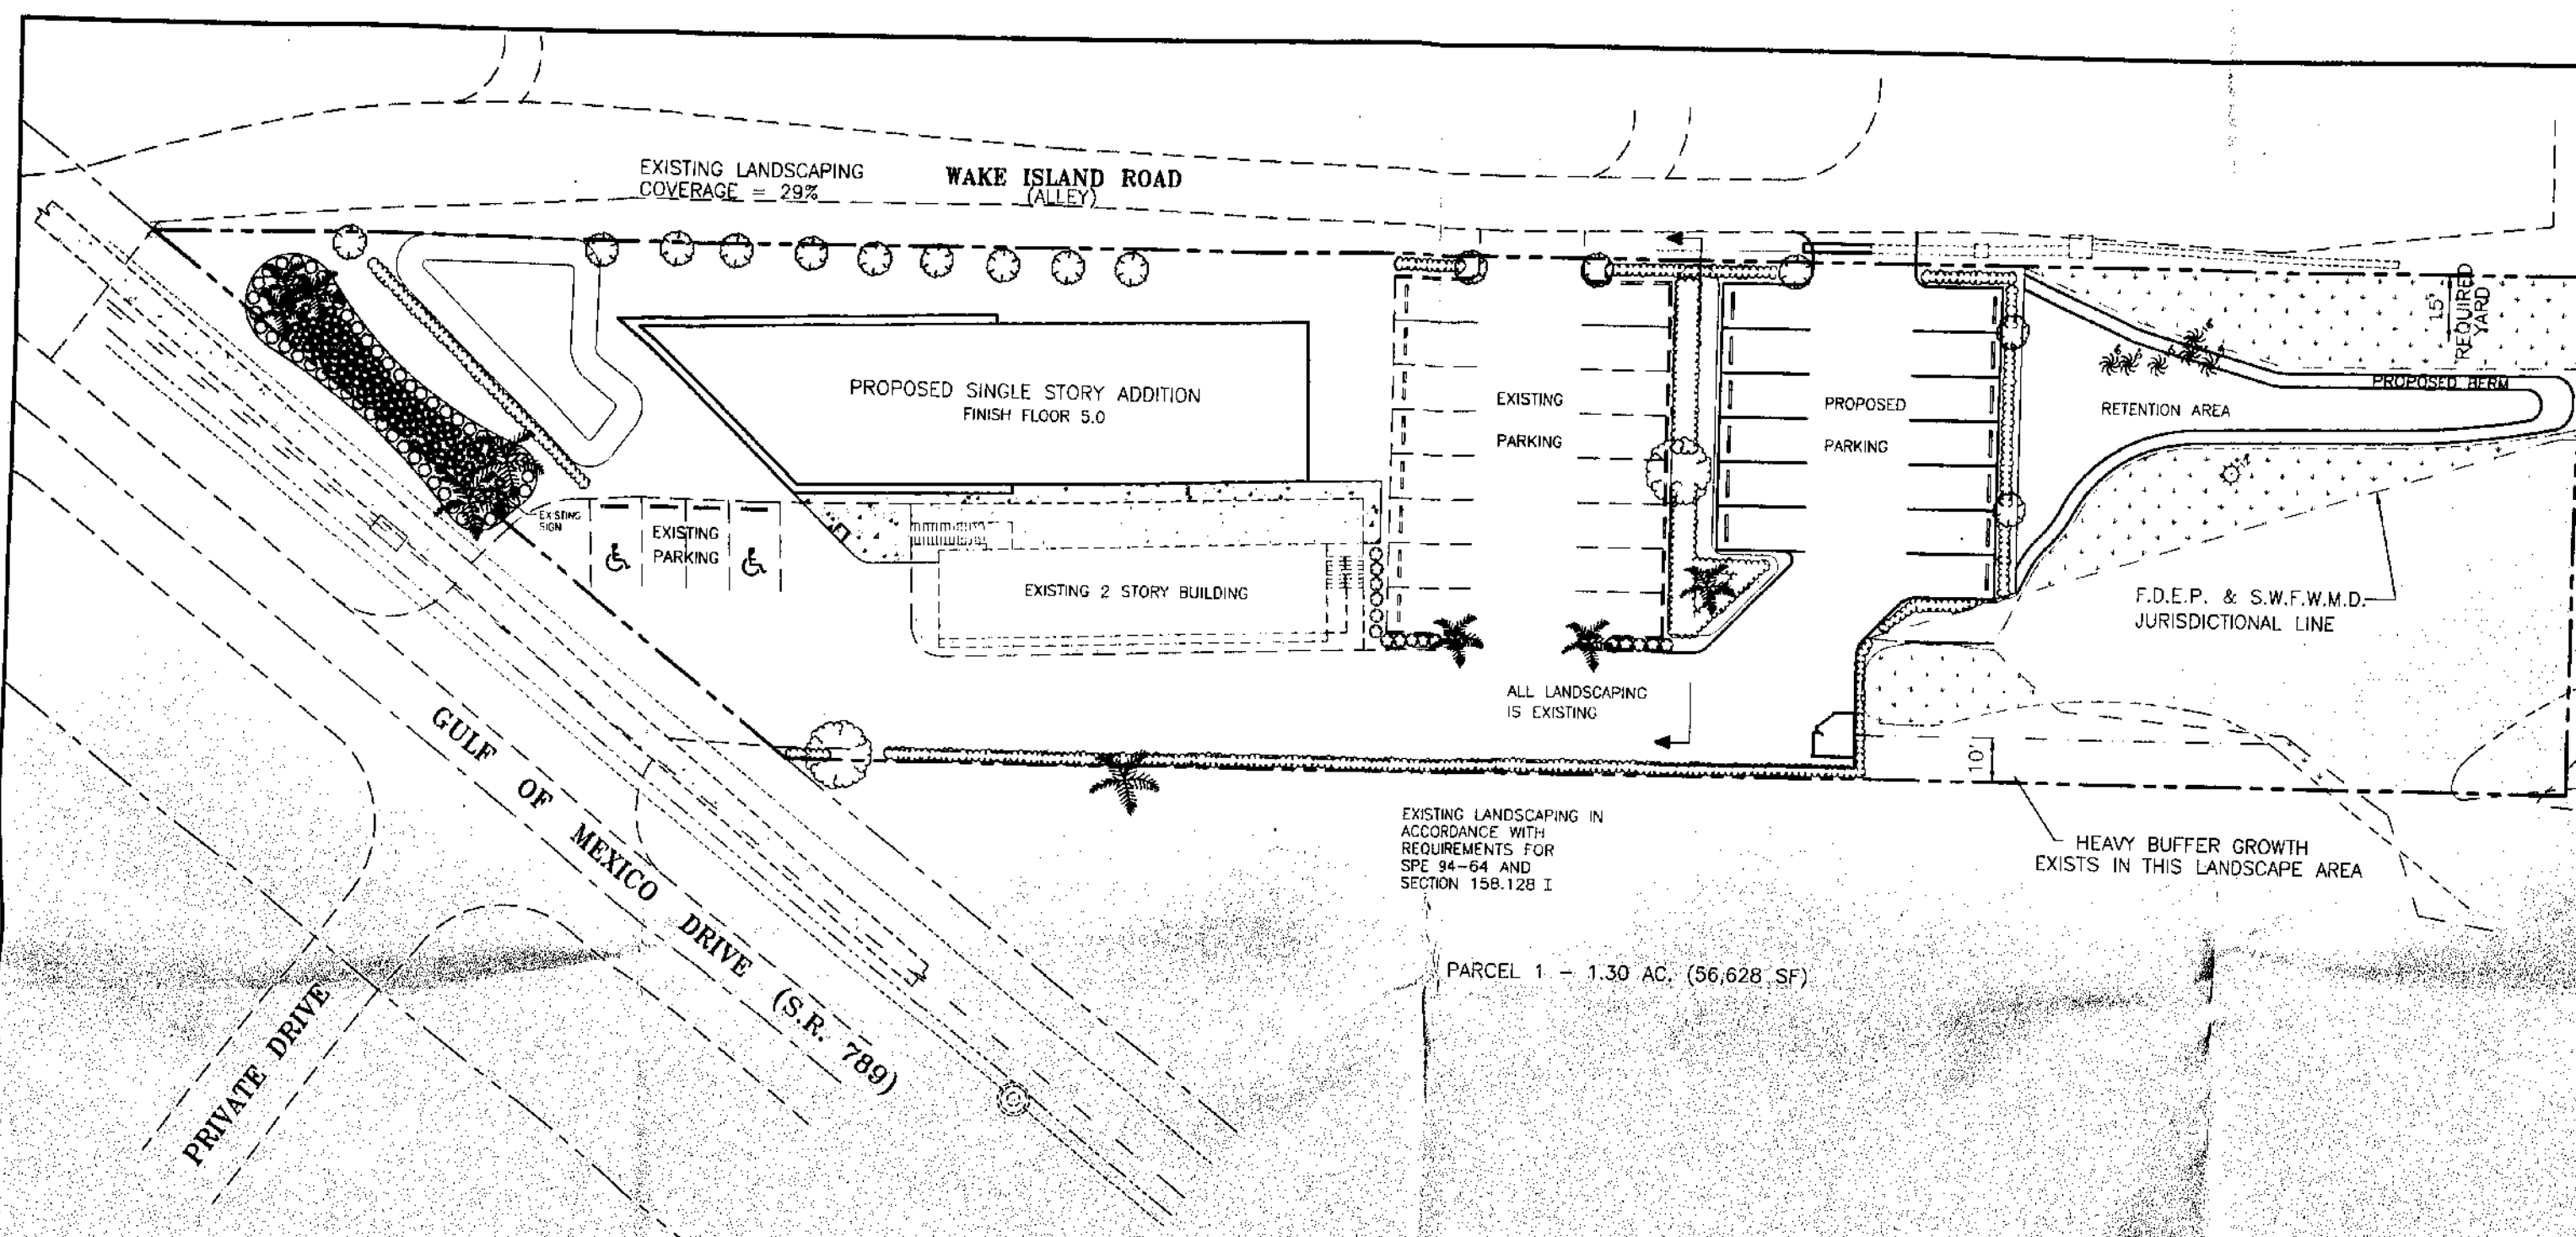 EXISTING LANDSCAPING
COVERAGE = 29%
WAKE ISLAND ROAD
(ALLEY)
15'
REQUIRED
YARD
PROPOSED SINGLE STORY ADDITION
FINISH FLOOR 5.0
EXISTING
PARKING
PROPOSED
PARKING
PROPOSED BERM
RETENTION AREA
EXISTING
SIGN
EXISTING
PARKING
EXISTING 2 STORY BUILDING
F.D.E.P. & S.W.F.W.M.D.
JURISDICTIONAL LINE
ALL LANDSCAPING
IS EXISTING
10'
GULF OF MEXICO DRIVE (S.R. 789)
EXISTING LANDSCAPING IN
ACCORDANCE WITH
REQUIREMENTS FOR
SPE 94-64 AND
SECTION 158.128 I
HEAVY BUFFER GROWTH
EXISTS IN THIS LANDSCAPE AREA
PARCEL 1 - 1.30 AC. (56,628 SF)
PRIVATE DRIVE